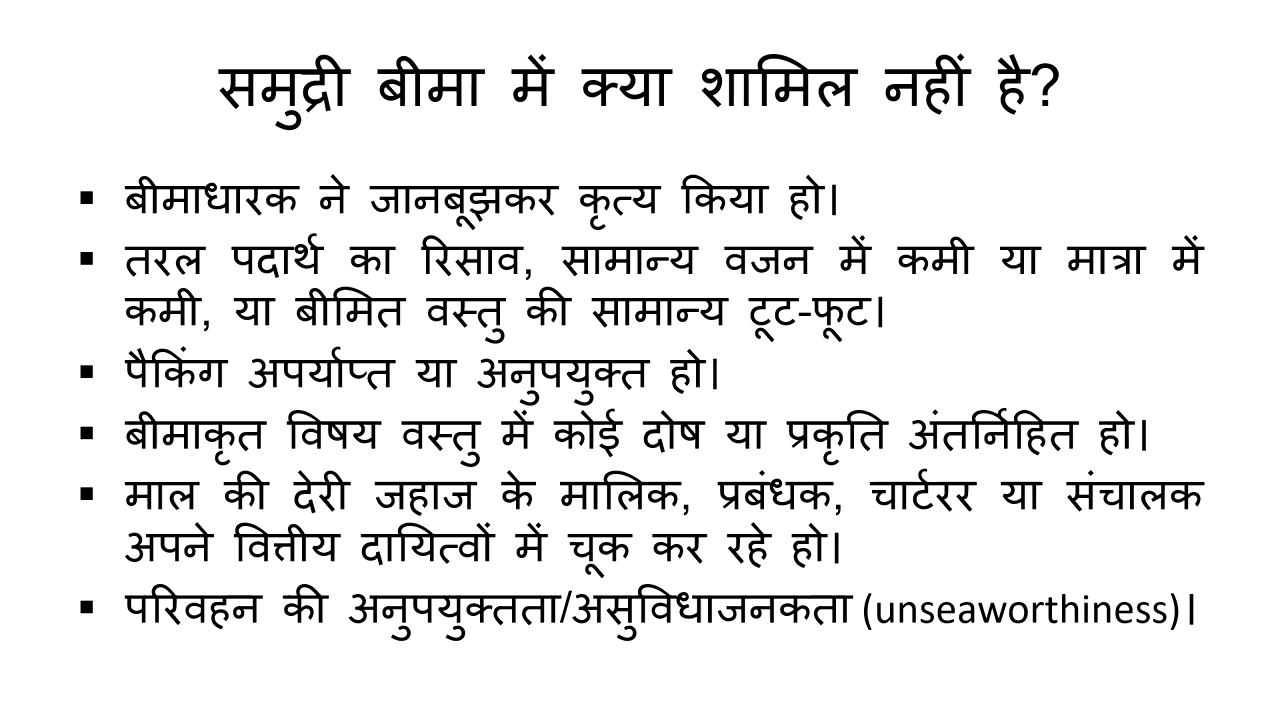 समुद्री बीमा में क्या शामिल नहीं है?
▪ बीमाधारक ने जानबूझकर कृत्य किया हो।
▪ तरल पदार्थ का रिसाव, सामान्य वजन में कमी या मात्रा में
कमी, या बीमित वस्तु की सामान्य टूट-फूट।
▪ पैकिंग अपर्याप्त या अनुपयुक्त हो।
▪ बीमाकृत विषय वस्तु में कोई दोष या प्रकृति अंतर्निहित हो।
▪ माल की देरी जहाज के मालिक, प्रबंधक, चार्टरर या संचालक
अपने वित्तीय दायित्वों में चूक कर रहे हो।
▪ परिवहन की अनुपयुक्तता/असुविधाजनकता (unseaworthiness)।